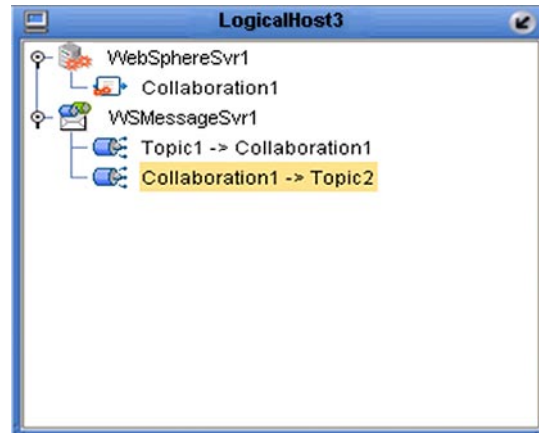 LogicalHost3
WebSphereSvr1
Collaboration1
WSMessageSvr1
Topic1 -> Collaboration1
Collaboration1 -> Topic2